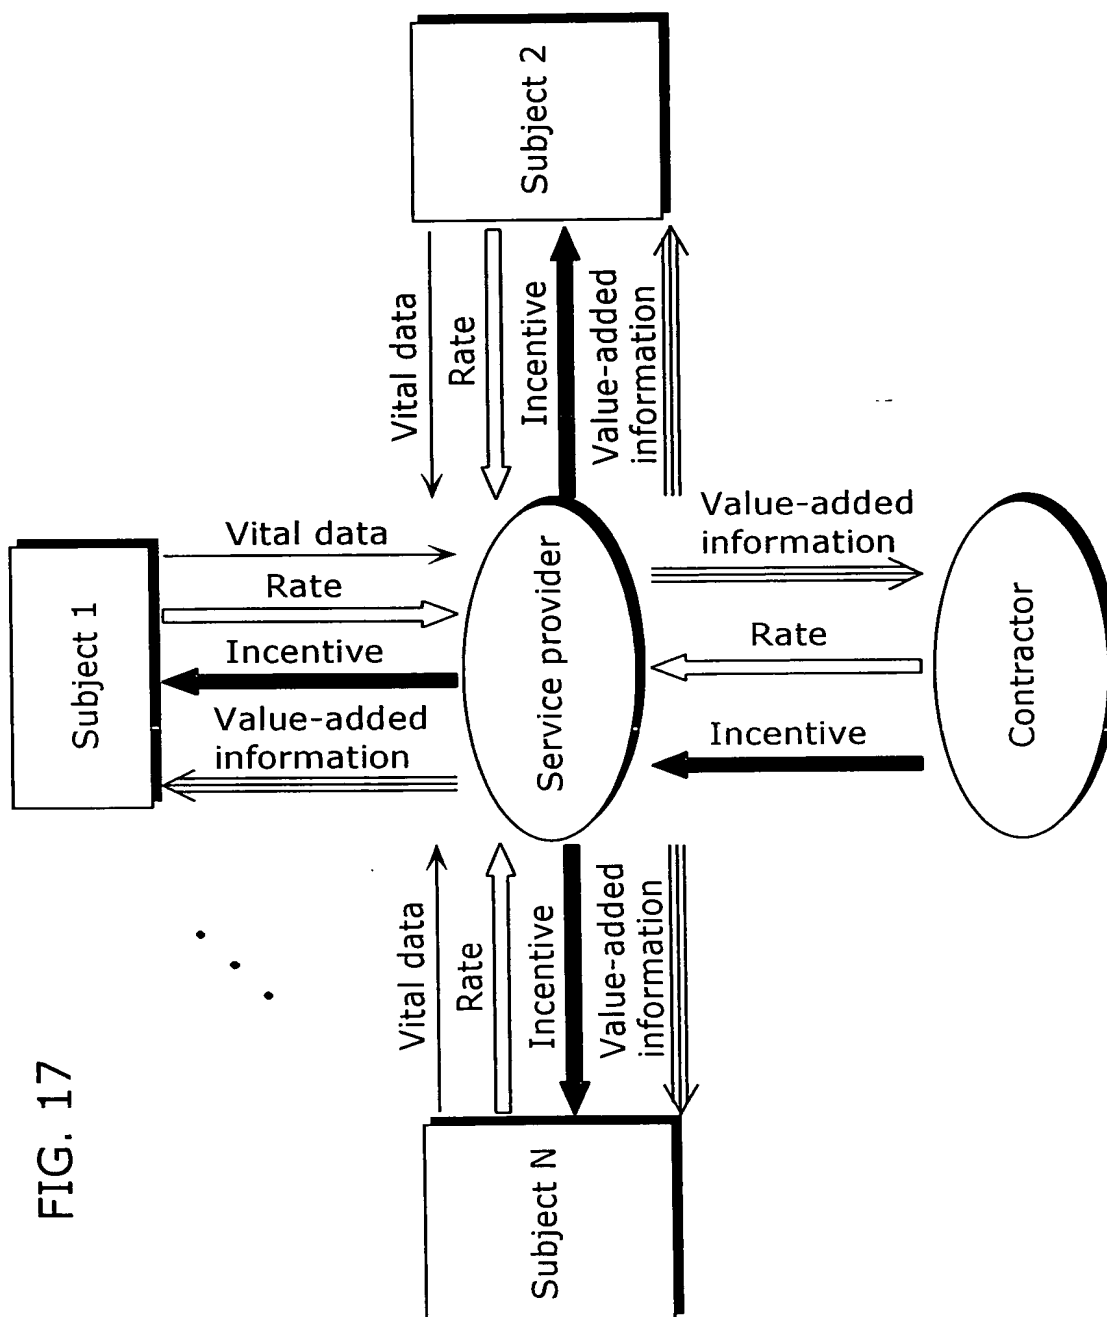 FIG. 17
Subject 2
Vital data
Rate
Incentive
Value-added
information
Subject 1
Vital data
Rate
Incentive
Value-added
information
Service provider
Value-added
information
Rate
Incentive
Contractor
Vital data
Rate
Incentive
Value-added
information
Subject N